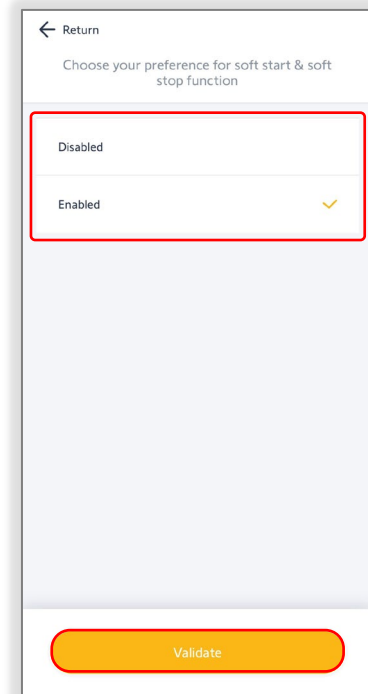 Return
Choose your preference for soft start & soft
stop function
Disabled
Enabled
Validate